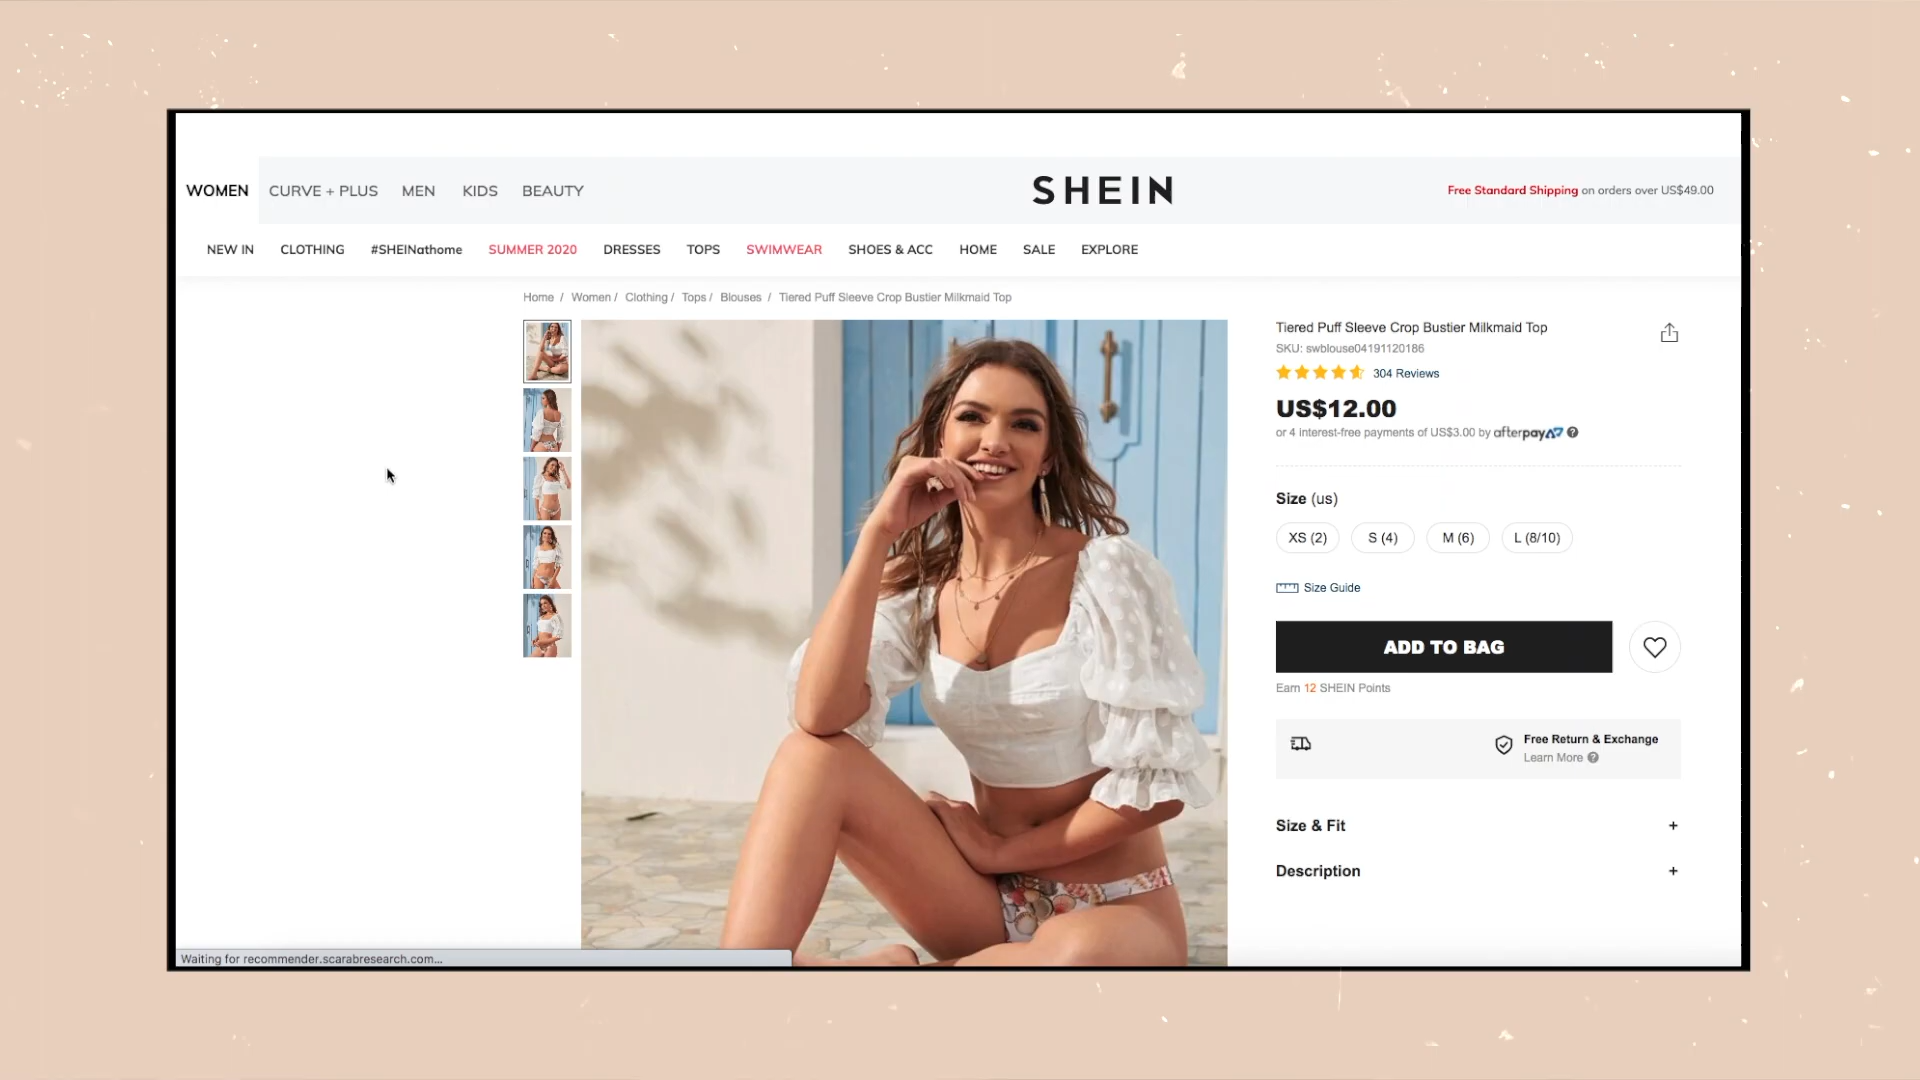 WOMEN CURVE + PLUS MEN KIDS BEAUTY SHEIN Free Standard Shipping on orders over US$49.00
NEW IN CLOTHING #SHEINathome SUMMER 2020 DRESSES TOPS SWIMWEAR SHOES & ACC HOME SALE EXPLORE
Home / Women / Clothing / Tops / Blouses / Tiered Puff Sleeve Crop Bustier Milkmaid Top
Tiered Puff Sleeve Crop Bustier Milkmaid Top
SKU: swblouse04191120186
304 Reviews
US$12.00
or 4 interest-free payments of US$3.00 by afterpay
Size (us)
XS (2) S (4) M (6) L (8/10)
Size Guide
ADD TO BAG
Earn 12 SHEIN Points
Free Return & Exchange
Learn More
Size & Fit +
Description +
Waiting for recommender.scarabresearch.com...